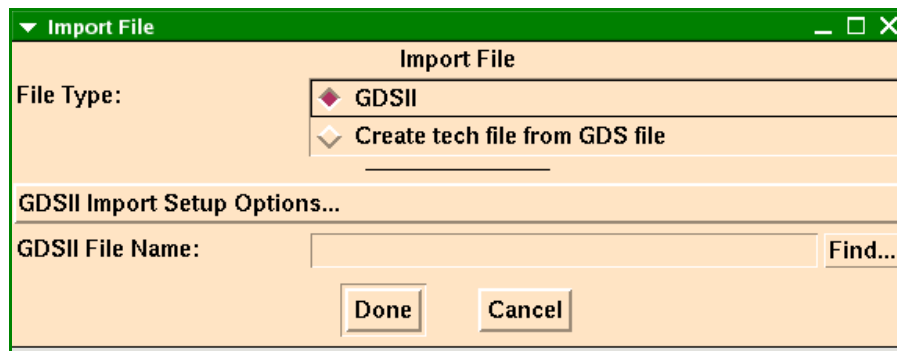 Import File
Import File
File Type:
GDSII
Create tech file from GDS file
GDSII Import Setup Options...
GDSII File Name:
Find...
Done
Cancel